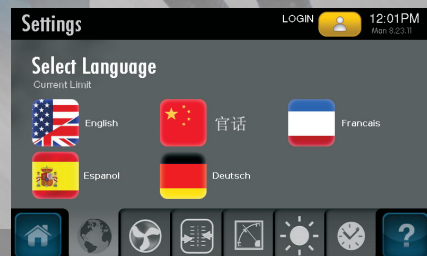 Settings
LOGIN
12:01PM
Mon 8.23.11
Select Language
Current Limit
English
官话
Francais
Espanol
Deutsch
?